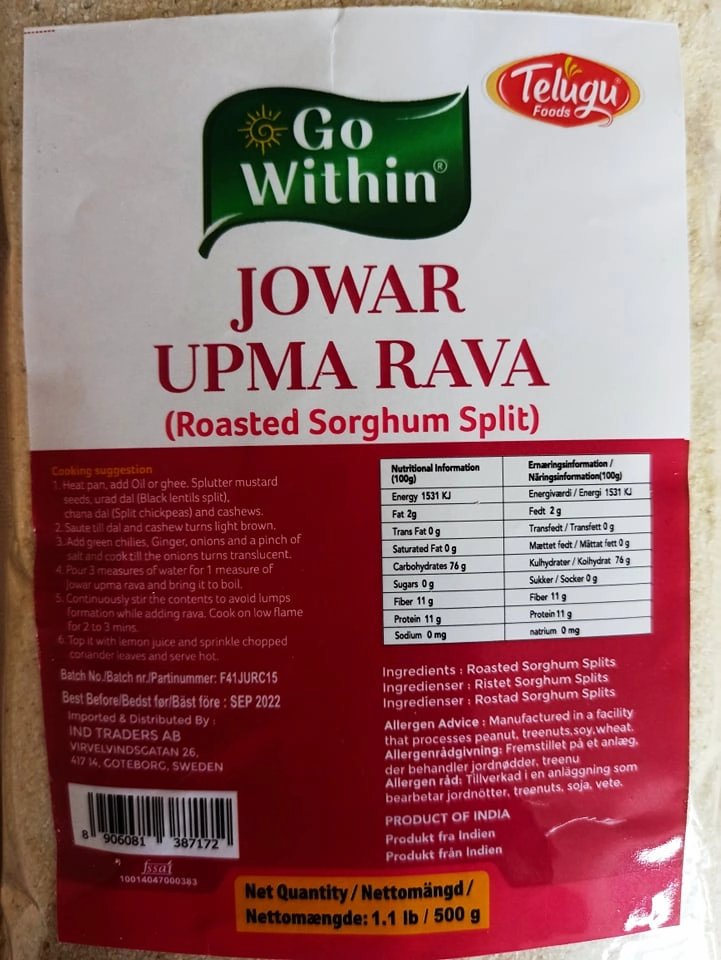 Telugu
Foods
Go
Within®
JOWAR
UPMA RAVA
(Roasted Sorghum Split)
Cooking suggestion
1. Heat pan, add Oil or ghee. Splutter mustard
seeds, urad dal (Black lentils split),
chana dal (Split chickpeas) and cashews.
2. Saute till dal and cashew turns light brown.
3. Add green chilies, Ginger, onions and a pinch of
salt and cook till the onions turns translucent.
4. Pour 3 measures of water for 1 measure of
Jowar upma rava and bring it to boil.
5. Continuously stir the contents to avoid lumps
formation while adding rava. Cook on low flame
for 2 to 3 mins.
6. Top it with lemon juice and sprinkle chopped
coriander leaves and serve hot.
Batch No./Batch nr./Partinummer: F41JURC15
Best Before/Bedst før/Bäst före : SEP 2022
Imported & Distributed By :
IND TRADERS AB
VIRVELVINDSGATAN 26,
417 14, GOTEBORG, SWEDEN
8 906081 387172
fssai
10014047000383
Nutritional Information
(100g)
Ernæringsinformation /
Näringsinformation(100g)
Energy 1531 KJ
Energiværdi / Energi 1531 KJ
Fat 2g
Fedt 2 g
Trans Fat 0 g
Transfedt / Transfett 0 g
Saturated Fat 0 g
Mættet fedt / Mättat fett 0 g
Carbohydrates 76 g
Kulhydrater / Kolhydrat 76 g
Sugars 0 g
Sukker / Socker 0 g
Fiber 11 g
Fiber 11 g
Protein 11 g
Protein 11 g
Sodium 0 mg
natrium 0 mg
Ingredients : Roasted Sorghum Splits
Ingredienser : Ristet Sorghum Splits
Ingredienser : Rostad Sorghum Splits
Allergen Advice : Manufactured in a facility
that processes peanut, treenuts,soy,wheat.
Allergenrådgivning: Fremstillet på et anlæg,
der behandler jordnødder, treenu
Allergen råd: Tillverkad i en anläggning som
bearbetar jordnötter, treenuts, soja, vete.
PRODUCT OF INDIA
Produkt fra Indien
Produkt från Indien
Net Quantity / Nettomängd /
Nettomængde: 1.1 lb / 500 g